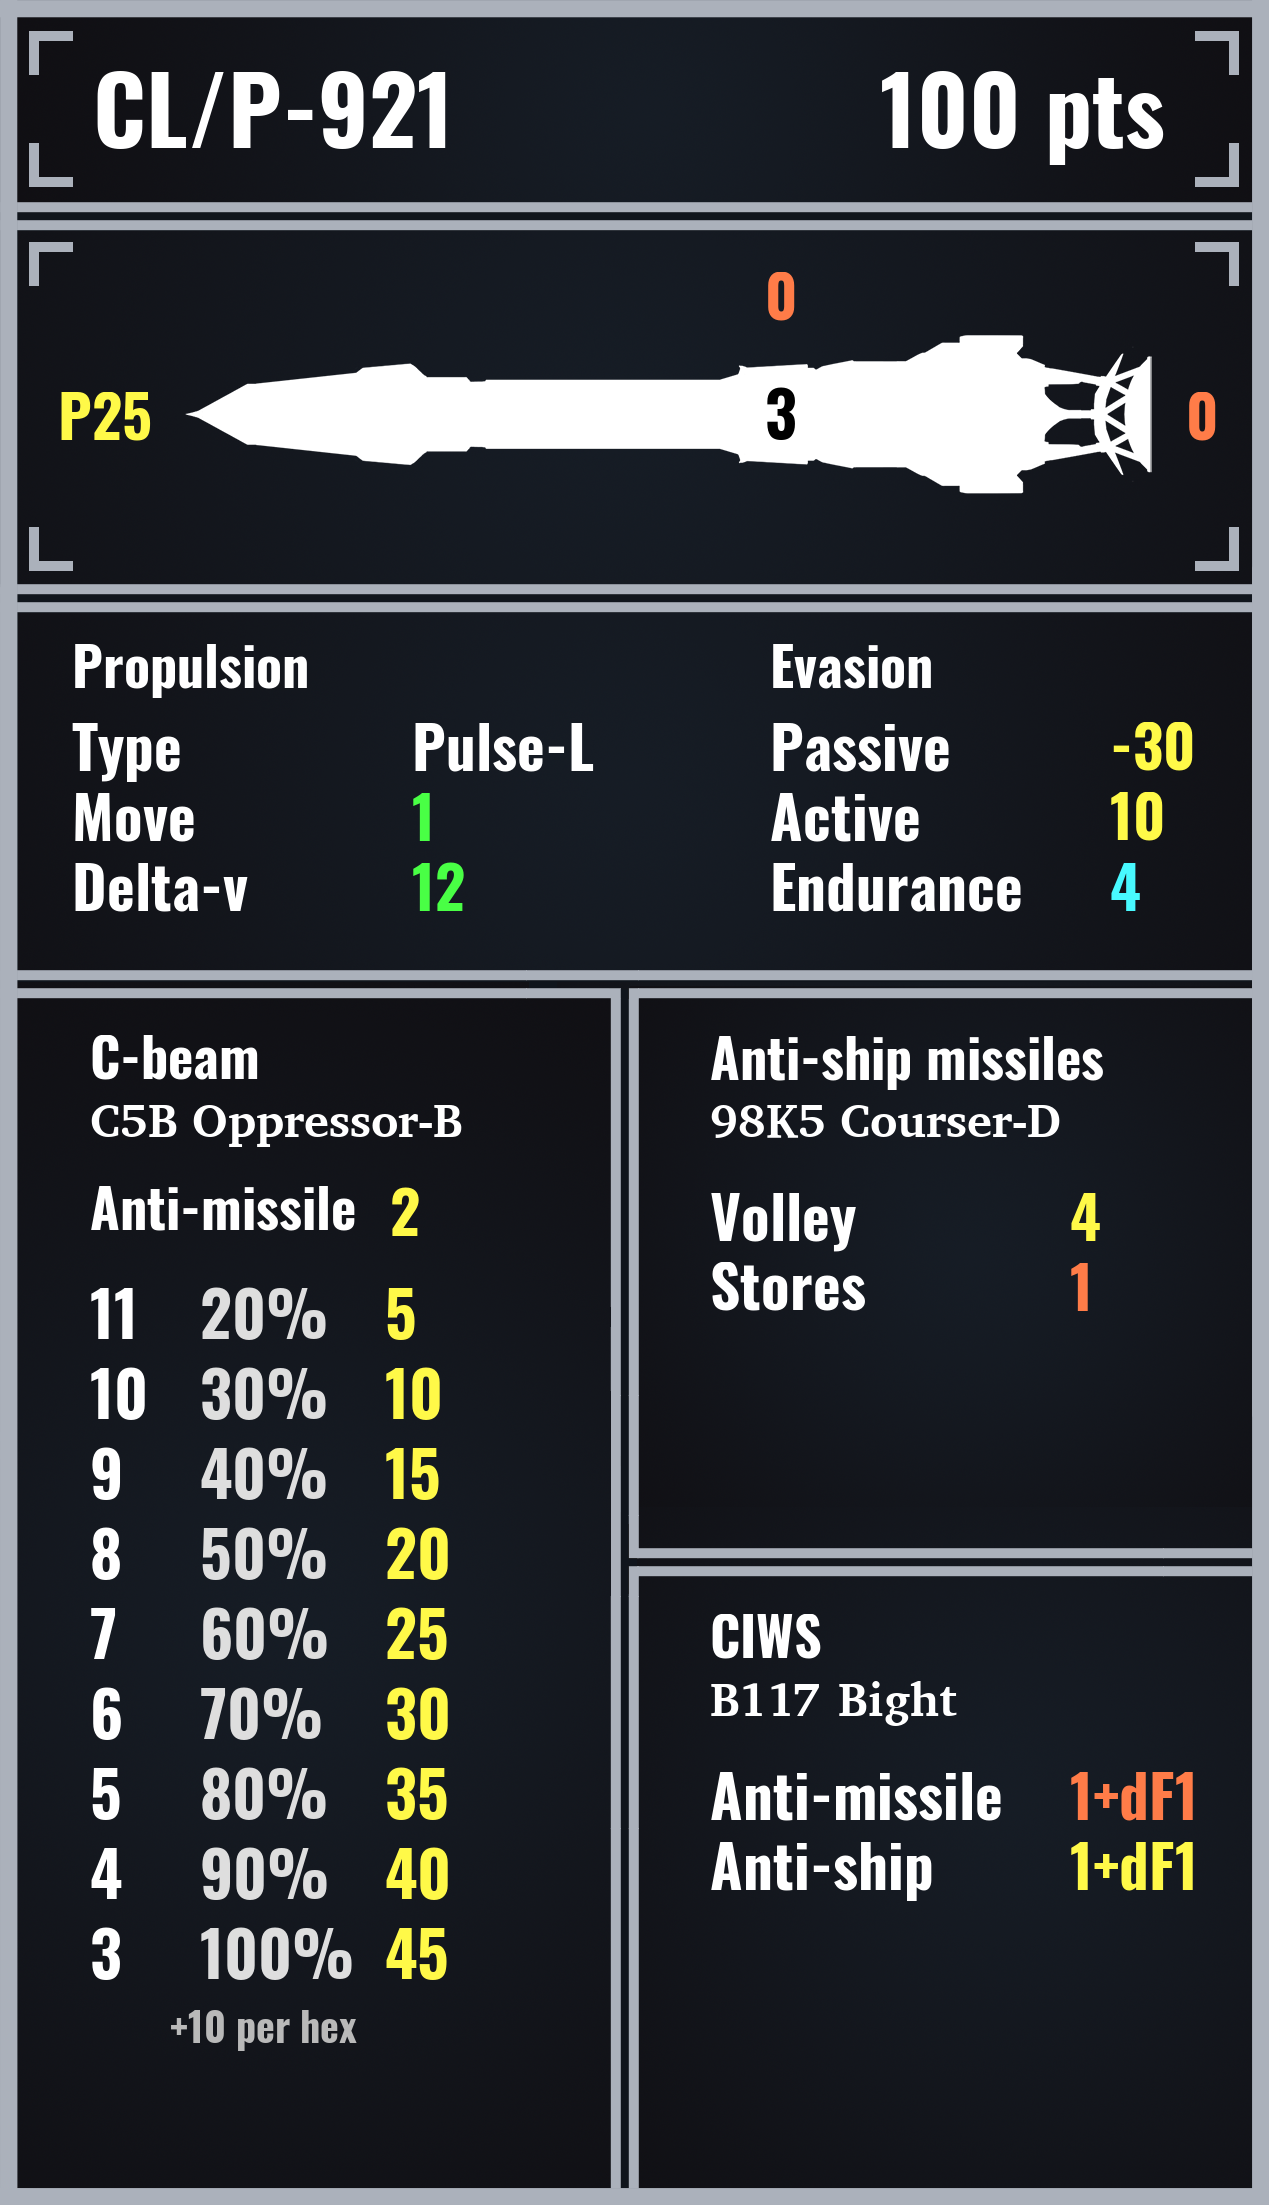 CL/P-921 100 pts
0
P25 3 0
Propulsion
Type Pulse-L
Move 1
Delta-v 12
Evasion
Passive -30
Active 10
Endurance 4
C-beam
C5B Oppressor-B
Anti-missile 2
11 20% 5
10 30% 10
9 40% 15
8 50% 20
7 60% 25
6 70% 30
5 80% 35
4 90% 40
3 100% 45
+10 per hex
Anti-ship missiles
98K5 Courser-D
Volley 4
Stores 1
CIWS
B117 Bight
Anti-missile 1+dF1
Anti-ship 1+dF1